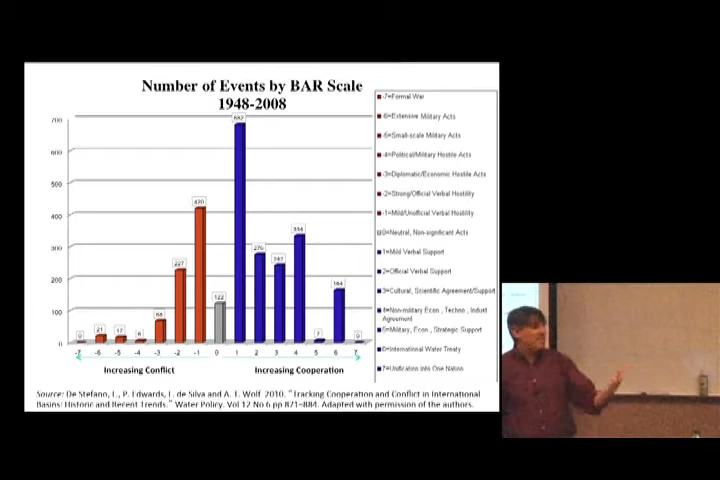 Number of Events by BAR Scale
1948-2008
700
600
500
400
300
200
100
0
0
21
17
6
68
227
420
122
682
276
334
7
164
0
-7 -6 -5 -4 -3 -2 -1 0 1 2 3 4 5 6 7
Increasing Conflict
Increasing Cooperation
-7=Formal War
-6=Extensive Military Acts
-5=Small-scale Military Acts
-4=Political/Military Hostile Acts
-3=Diplomatic/Economic Hostile Acts
-2=Strong/Official Verbal Hostility
-1=Mild/Unofficial Verbal Hostility
0=Neutral, Non-significant Acts
1=Mild Verbal Support
2=Official Verbal Support
3=Cultural, Scientific Agreement/Support
4=Non-military Econ., Techno., Indust
Agreement
5=Military, Econ., Strategic Support
6=International Water Treaty
7=Unification into One Nation
Source: De Stefano, L., P. Edwards, L. de Silva and A. T. Wolf. 2010. "Tracking Cooperation and Conflict in International
Basins: Historic and Recent Trends." Water Policy. Vol 12 No 6 pp 871-884. Adapted with permission of the authors.